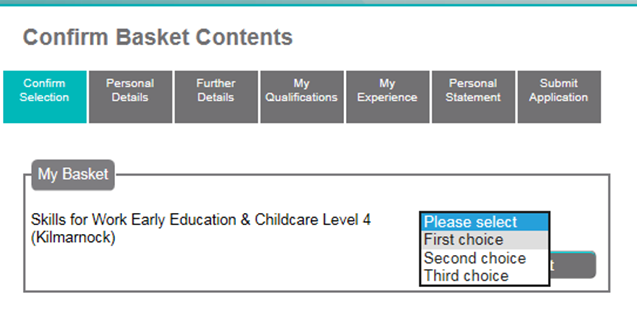 Confirm Basket Contents
Confirm
Selection
Personal
Details
Further
Details
My
Qualifications
My
Experience
Personal
Statement
Submit
Application
My Basket
Skills for Work Early Education & Childcare Level 4
(Kilmarnock)
Please select
First choice
Second choice
Third choice